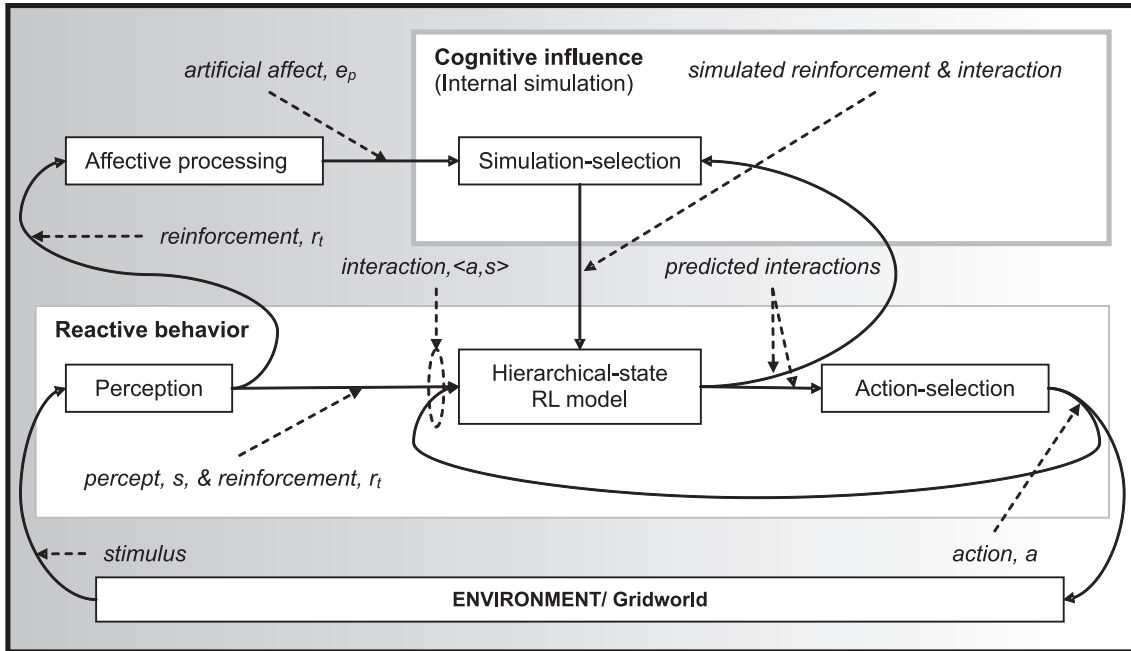 Cognitive influence
(Internal simulation)
artificial affect, eₚ
simulated reinforcement & interaction
Affective processing
Simulation-selection
reinforcement, rₜ
interaction,<a,s>
predicted interactions
Reactive behavior
Perception
Hierarchical-state
RL model
Action-selection
percept, s, & reinforcement, rₜ
stimulus
action, a
ENVIRONMENT/ Gridworld